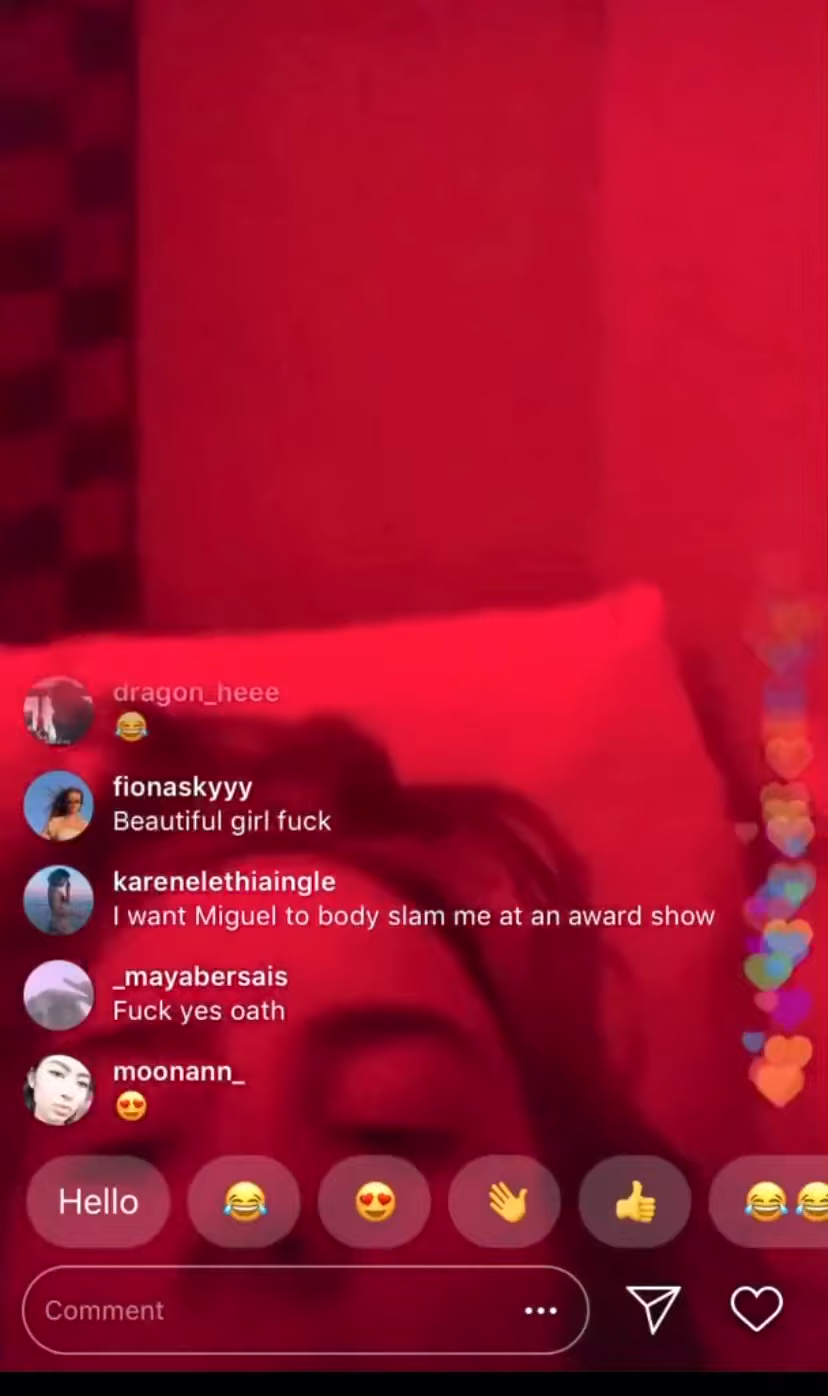 dragon_heee
😂
fionaskyyy
Beautiful girl fuck
karenelethiaingle
I want Miguel to body slam me at an award show
_mayabersais
Fuck yes oath
moonann_
😍
Hello 😂 😍 👋 👍 😂😂
Comment